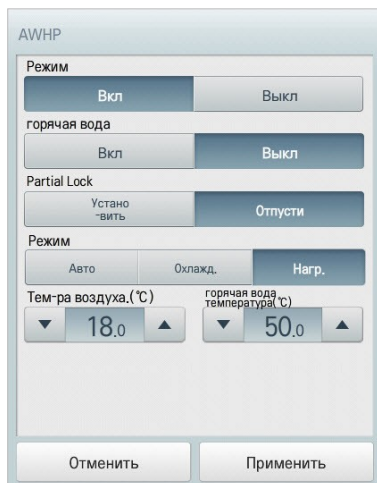 AWHP
Режим
Вкл Выкл
горячая вода
Вкл Выкл
Partial Lock
Устано
-вить
Отпусти
Режим
Авто Охлажд. Нагр.
Тем-ра воздуха.(℃)
горячая вода
температура(℃)
▼ 18.0 ▲ ▼ 50.0 ▲
Отменить Применить